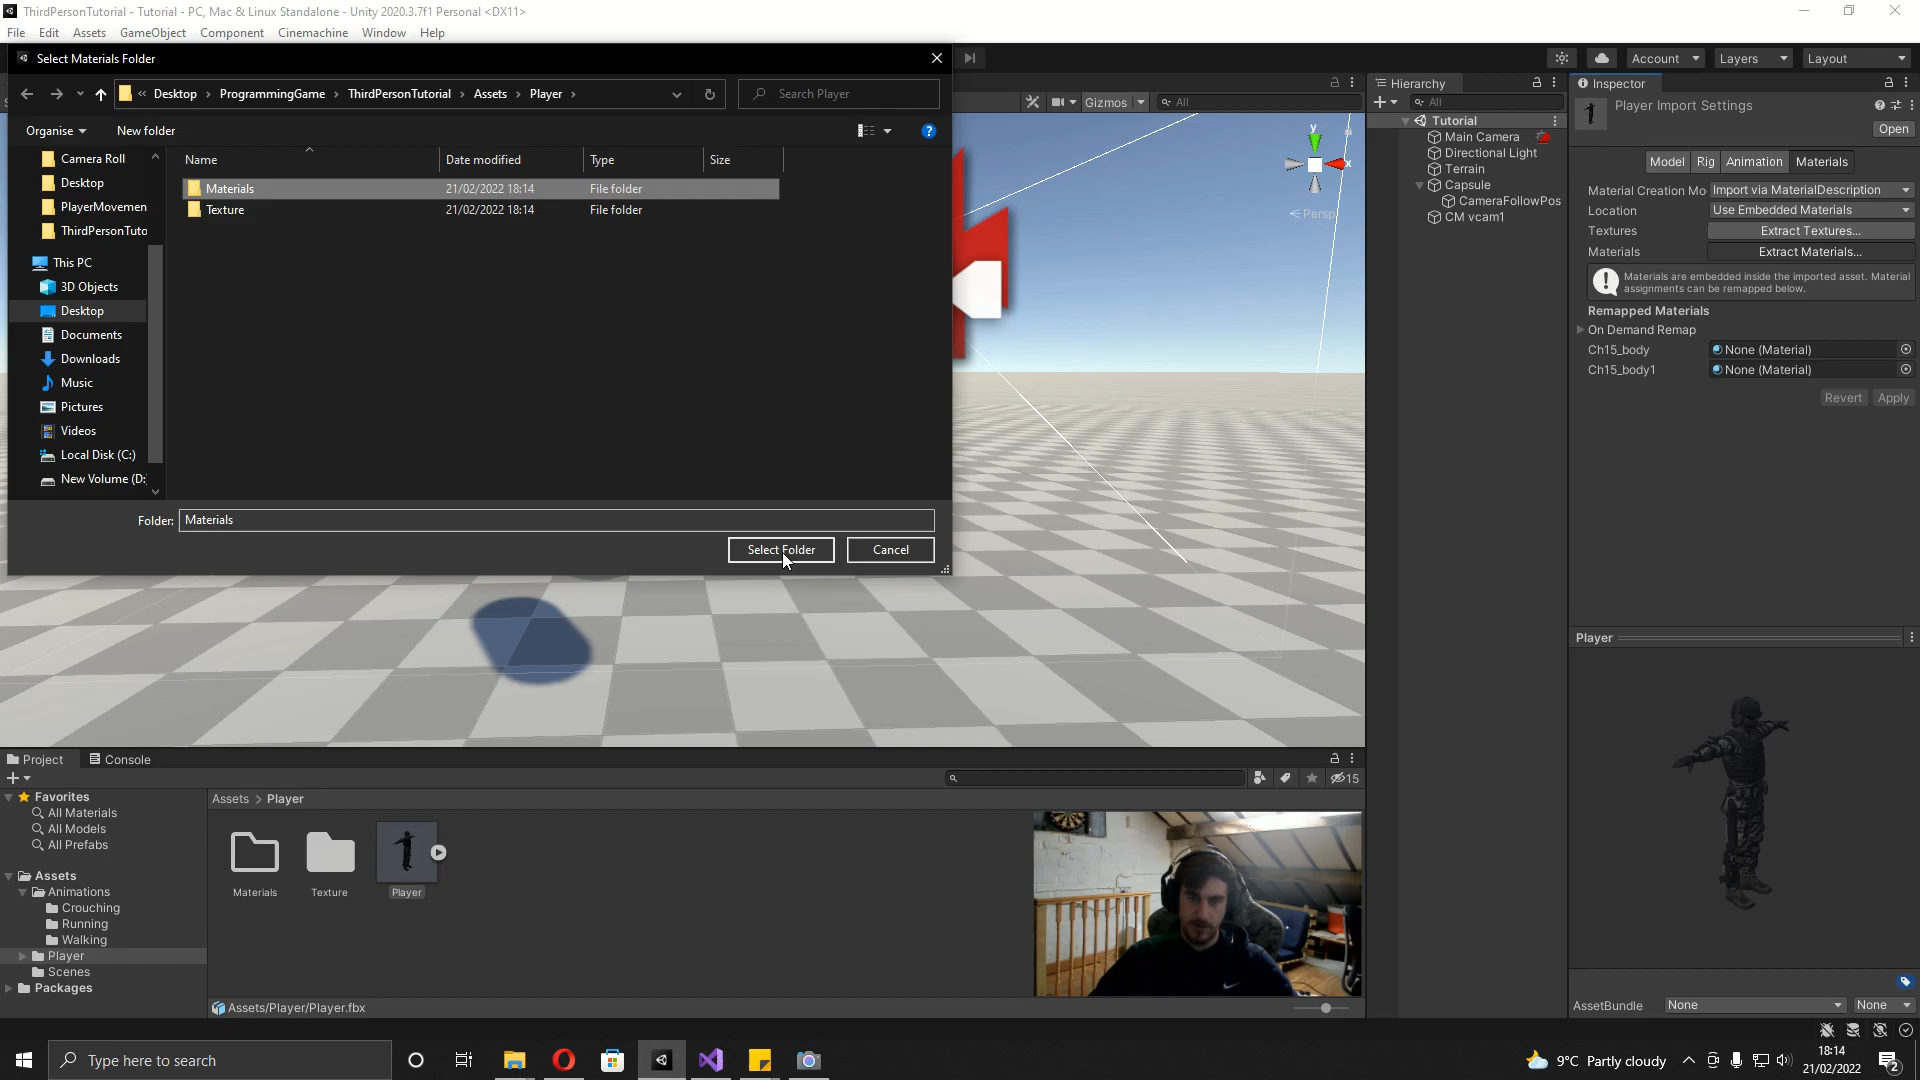 ThirdPersonTutorial - Tutorial - PC, Mac & Linux Standalone - Unity 2020.3.7f1 Personal <DX11>
File Edit Assets GameObject Component Cinemachine Window Help
Select Materials Folder
Account Layers Layout
« Desktop › ProgrammingGame › ThirdPersonTutorial › Assets › Player ›
Search Player
Organise New folder
Name Date modified Type Size
Materials 21/02/2022 18:14 File folder
Texture 21/02/2022 18:14 File folder
Camera Roll
Desktop
PlayerMovemen
ThirdPersonTuto
This PC
3D Objects
Desktop
Documents
Downloads
Music
Pictures
Videos
Local Disk (C:)
New Volume (D:
Folder: Materials
Select Folder Cancel
Gizmos All
y
x
< Persp
Hierarchy
All
Tutorial
Main Camera
Directional Light
Terrain
Capsule
CameraFollowPos
CM vcam1
Inspector
Player Import Settings
Open
Model Rig Animation Materials
Material Creation Mo Import via MaterialDescription
Location Use Embedded Materials
Textures Extract Textures...
Materials Extract Materials...
Materials are embedded inside the imported asset. Material
assignments can be remapped below.
Remapped Materials
On Demand Remap
Ch15_body None (Material)
Ch15_body1 None (Material)
Revert Apply
Player
AssetBundle None None
Project Console
15
Favorites
All Materials
All Models
All Prefabs
Assets
Animations
Crouching
Running
Walking
Player
Scenes
Packages
Assets > Player
Materials Texture Player
Assets/Player/Player.fbx
Type here to search
9°C Partly cloudy
18:14
21/02/2022
2